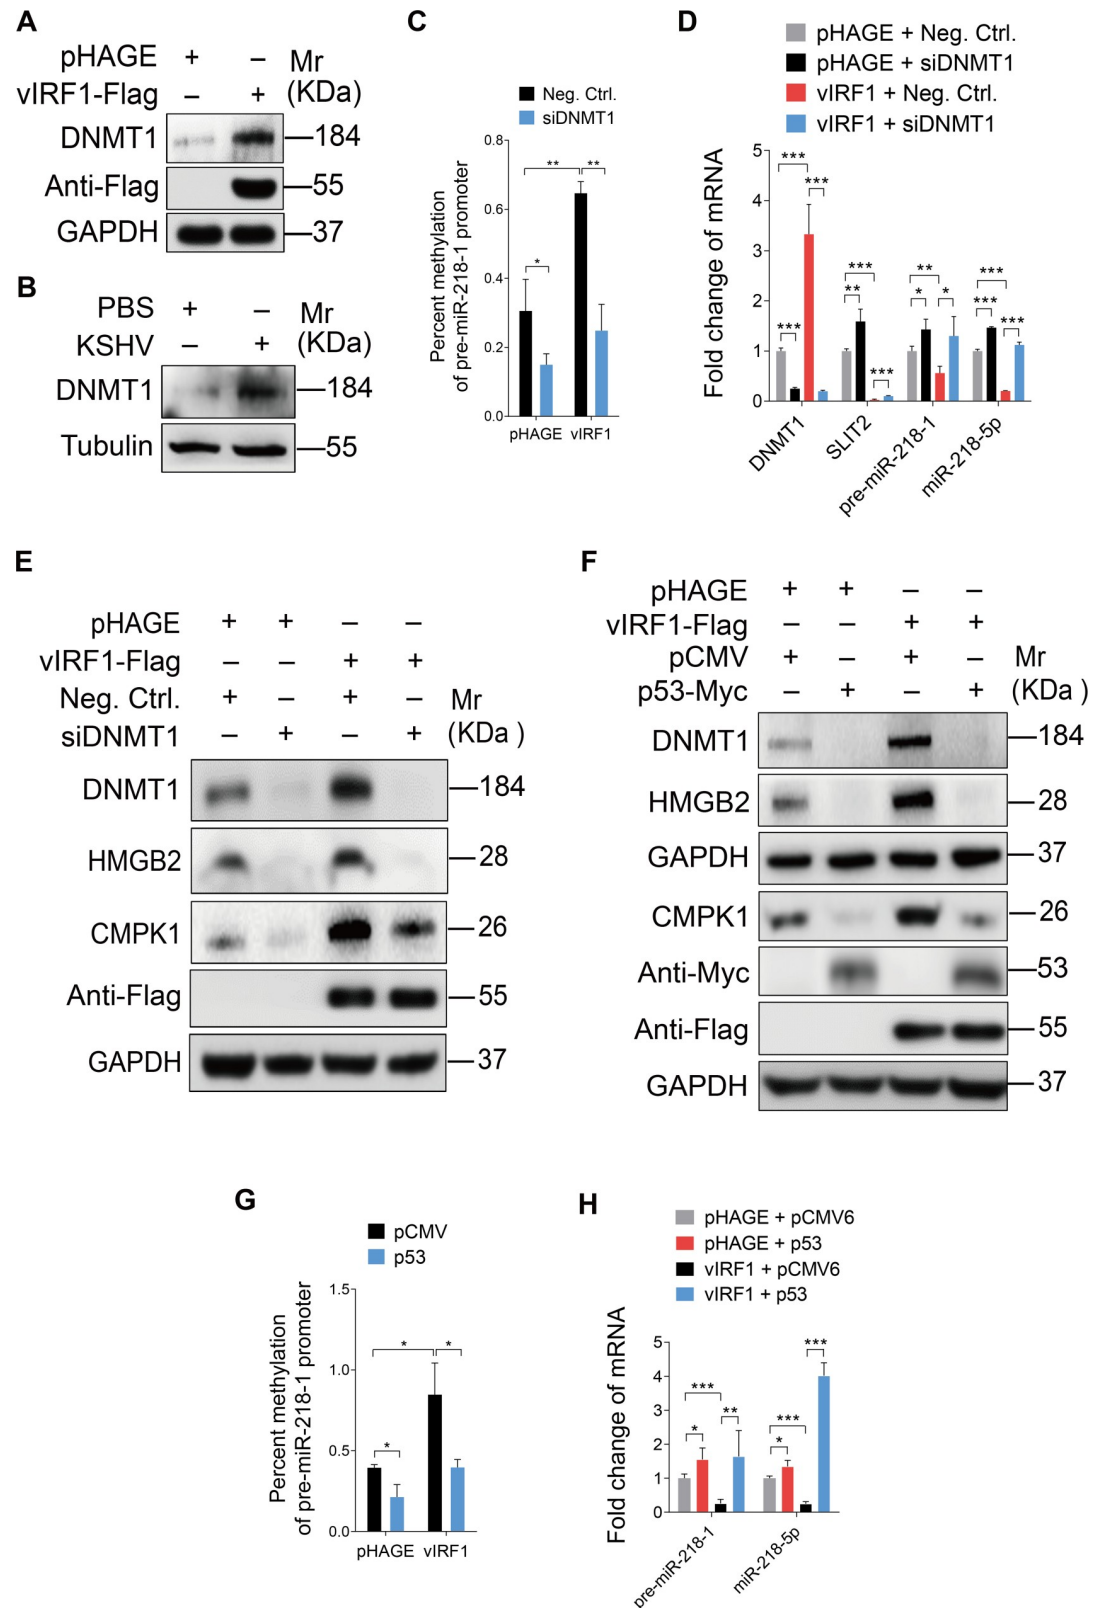 A
pHAGE + – Mr
vIRF1-Flag – + (KDa)
DNMT1 184
Anti-Flag 55
GAPDH 37
B
PBS + – Mr
KSHV – + (KDa)
DNMT1 184
Tubulin 55
C
Neg. Ctrl.
siDNMT1
Percent methylation
of pre-miR-218-1 promoter
0.8
0.6
0.4
0.2
0.0
** **
*
pHAGE vIRF1
D
pHAGE + Neg. Ctrl.
pHAGE + siDNMT1
vIRF1 + Neg. Ctrl.
vIRF1 + siDNMT1
Fold change of mRNA
5
4
3
2
1
0
*** *** ***
*** ** ***
** * *
*** *** ***
DNMT1 SLIT2 pre-miR-218-1 miR-218-5p
E
pHAGE + + – –
vIRF1-Flag – – + +
Neg. Ctrl. + – + – Mr
siDNMT1 – + – + (KDa )
DNMT1 184
HMGB2 28
CMPK1 26
Anti-Flag 55
GAPDH 37
F
pHAGE + + – –
vIRF1-Flag – – + +
pCMV + – + – Mr
p53-Myc – + – + (KDa )
DNMT1 184
HMGB2 28
GAPDH 37
CMPK1 26
Anti-Myc 53
Anti-Flag 55
GAPDH 37
G
pCMV
p53
Percent methylation
of pre-miR-218-1 promoter
1.5
1.0
0.5
0.0
* *
*
pHAGE vIRF1
H
pHAGE + pCMV6
pHAGE + p53
vIRF1 + pCMV6
vIRF1 + p53
Fold change of mRNA
5
4
3
2
1
0
*** * **
*** * ***
pre-miR-218-1 miR-218-5p